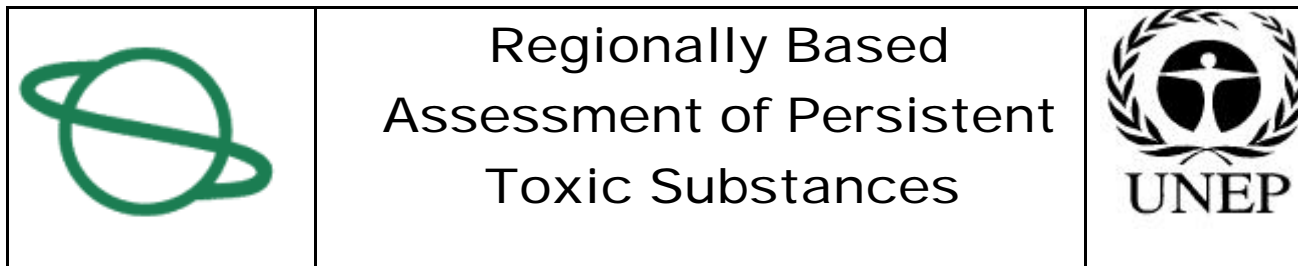 Regionally Based
Assessment of Persistent
Toxic Substances
UNEP